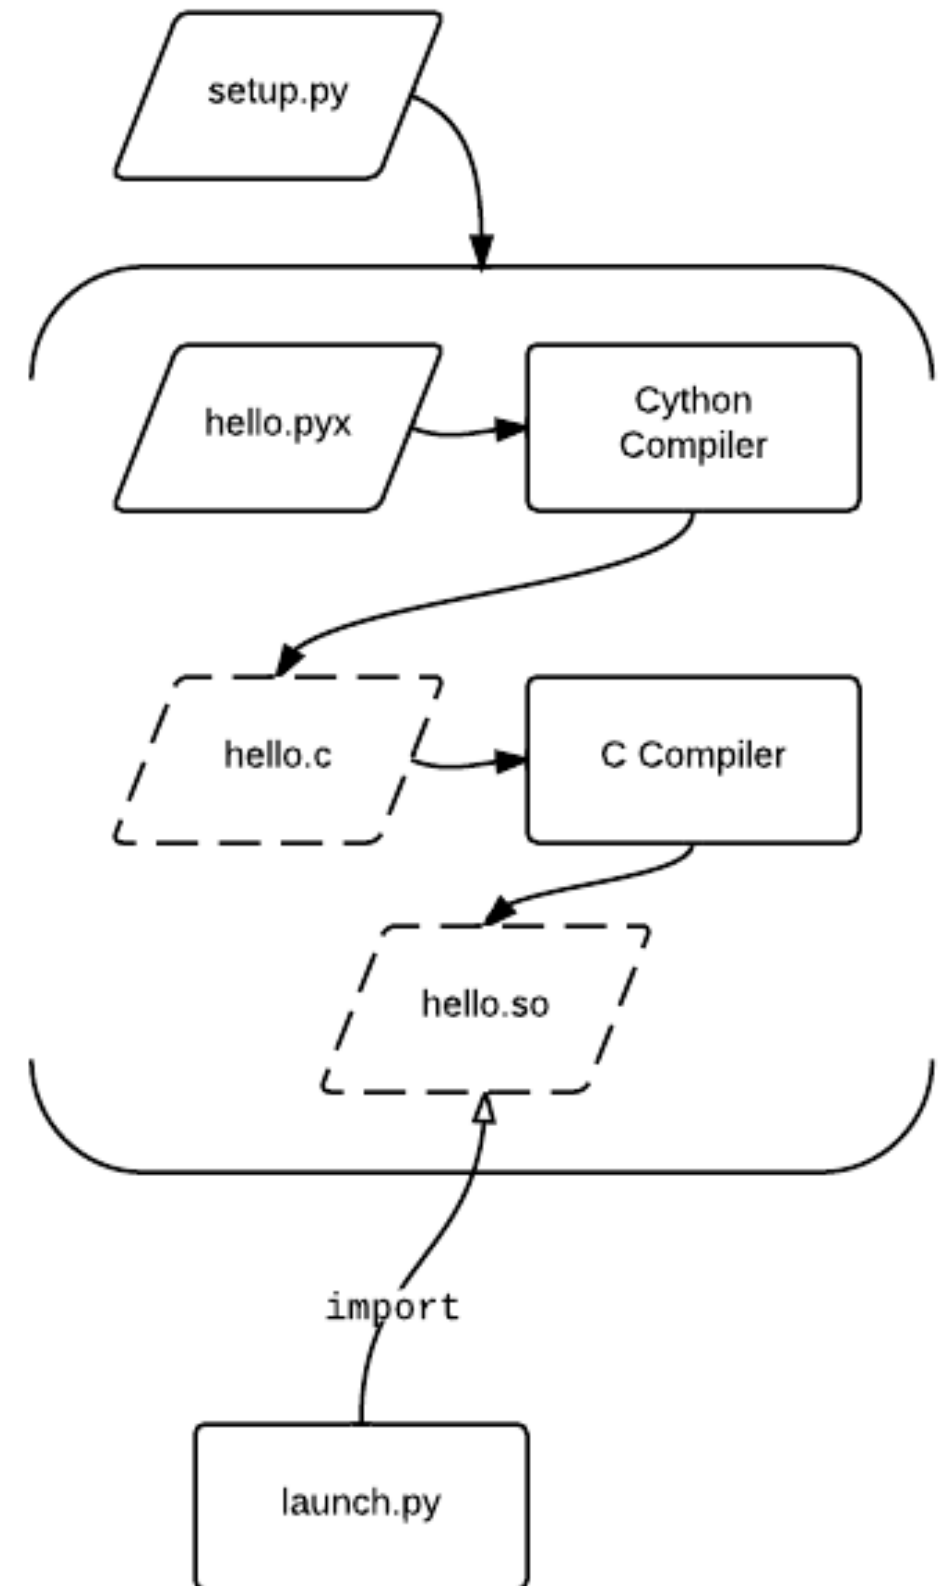 setup.py
hello.pyx
Cython
Compiler
hello.c
C Compiler
hello.so
import
launch.py